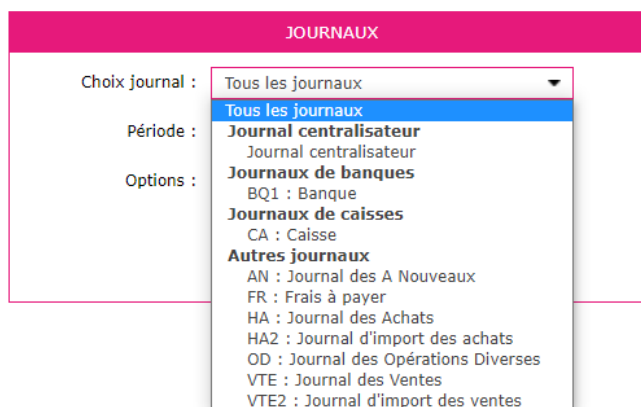 JOURNAUX
Choix journal : Tous les journaux
Tous les journaux
Période : Journal centralisateur
Journal centralisateur
Options : Journaux de banques
BQ1 : Banque
Journaux de caisses
CA : Caisse
Autres journaux
AN : Journal des A Nouveaux
FR : Frais à payer
HA : Journal des Achats
HA2 : Journal d'import des achats
OD : Journal des Opérations Diverses
VTE : Journal des Ventes
VTE2 : Journal d'import des ventes